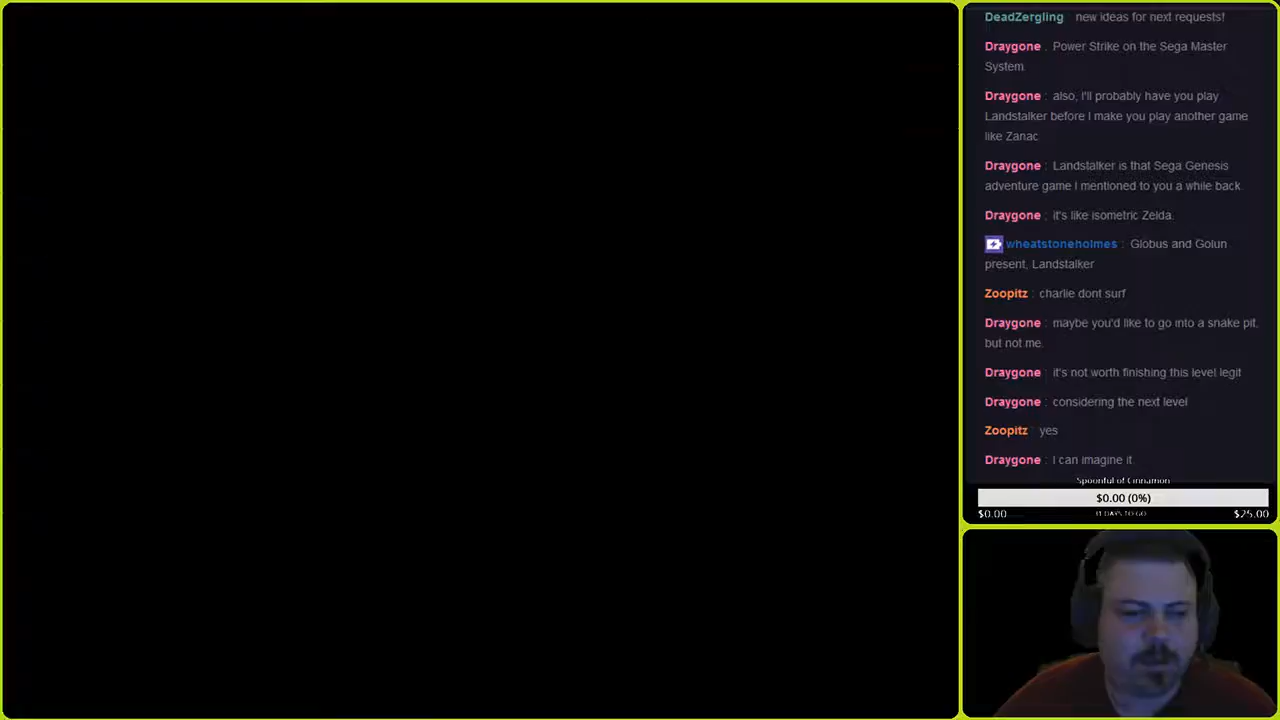 DeadZergling new ideas for next requests!
Draygone : Power Strike on the Sega Master
System.
Draygone : also, I'll probably have you play
Landstalker before I make you play another game
like Zanac
Draygone : Landstalker is that Sega Genesis
adventure game I mentioned to you a while back.
Draygone : it's like isometric Zelda.
wheatstoneholmes : Globus and Golun
present, Landstalker
Zoopitz : charlie dont surf
Draygone : maybe you'd like to go into a snake pit,
but not me.
Draygone : it's not worth finishing this level legit
Draygone : considering the next level
Zoopitz : yes
Draygone : I can imagine it.
Spoonful of Cinnamon
$0.00 (0%)
$0.00 11 DAYS TO GO $25.00